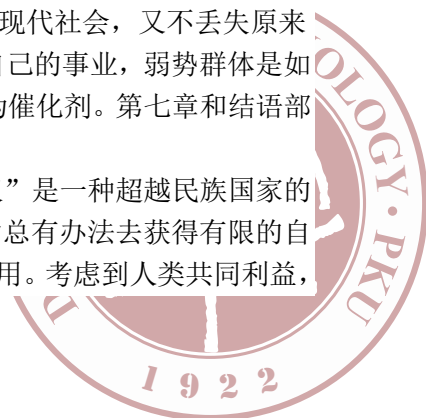 现代社会，又不丢失原来
己的事业，弱势群体是如
催化剂。第七章和结语部
”是一种超越民族国家的
总有办法去获得有限的自
用。考虑到人类共同利益，
OLOGY · PKU
1922